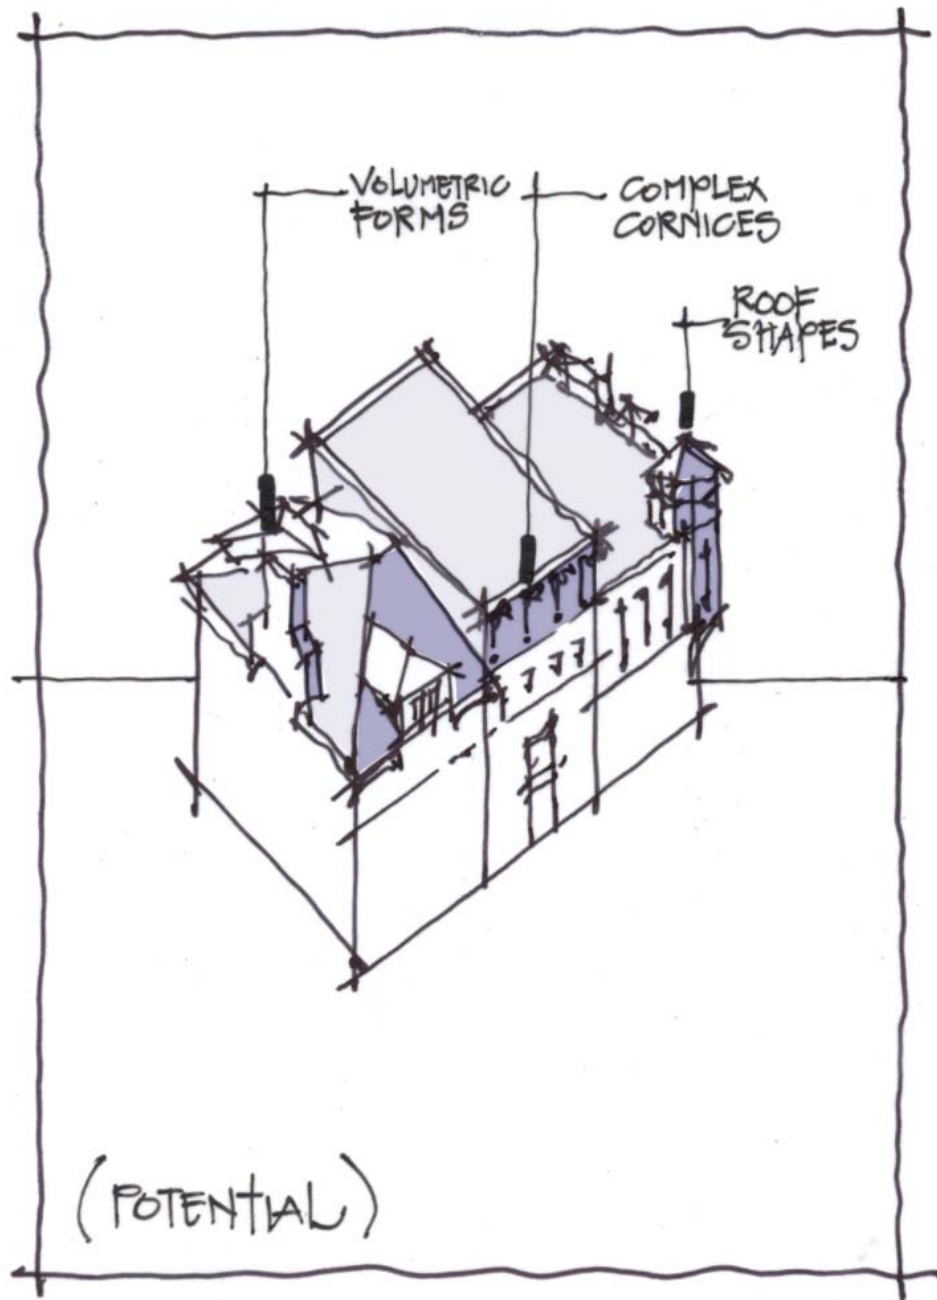 VOLUMETRIC
FORMS
COMPLEX
CORNICES
ROOF
SHAPES
(POTENTIAL)